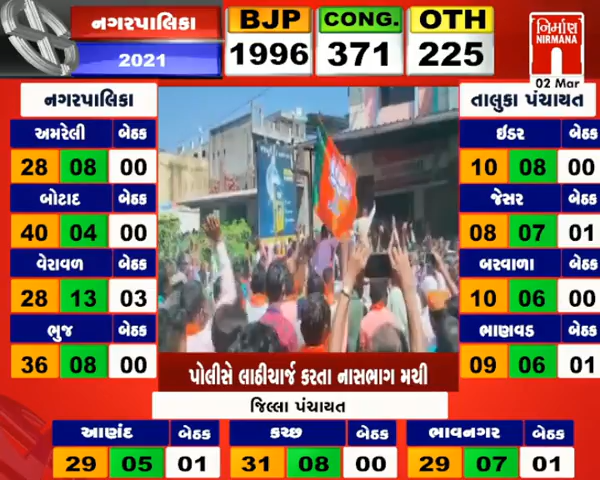 નગરપાલિકા BJP CONG. OTH નિર્માણ
2021 1996 371 225 NIRMANA
02 Mar
નગરપાલિકા
અમરેલી બેઠક
28 08 00
બોટાદ બેઠક
40 04 00
વેરાવળ બેઠક
28 13 03
ભુજ બેઠક
36 08 00
તાલુકા પંચાયત
ઇડર બેઠક
10 08 00
જેસર બેઠક
08 07 01
બરવાળા બેઠક
10 06 00
ભાણવડ બેઠક
09 06 01
પોલીસે લાઠીચાર્જ કરતા નાસભાગ મચી
જિલ્લા પંચાયત
આણંદ બેઠક કચ્છ બેઠક ભાવનગર બેઠક
29 05 01 31 08 00 29 07 01